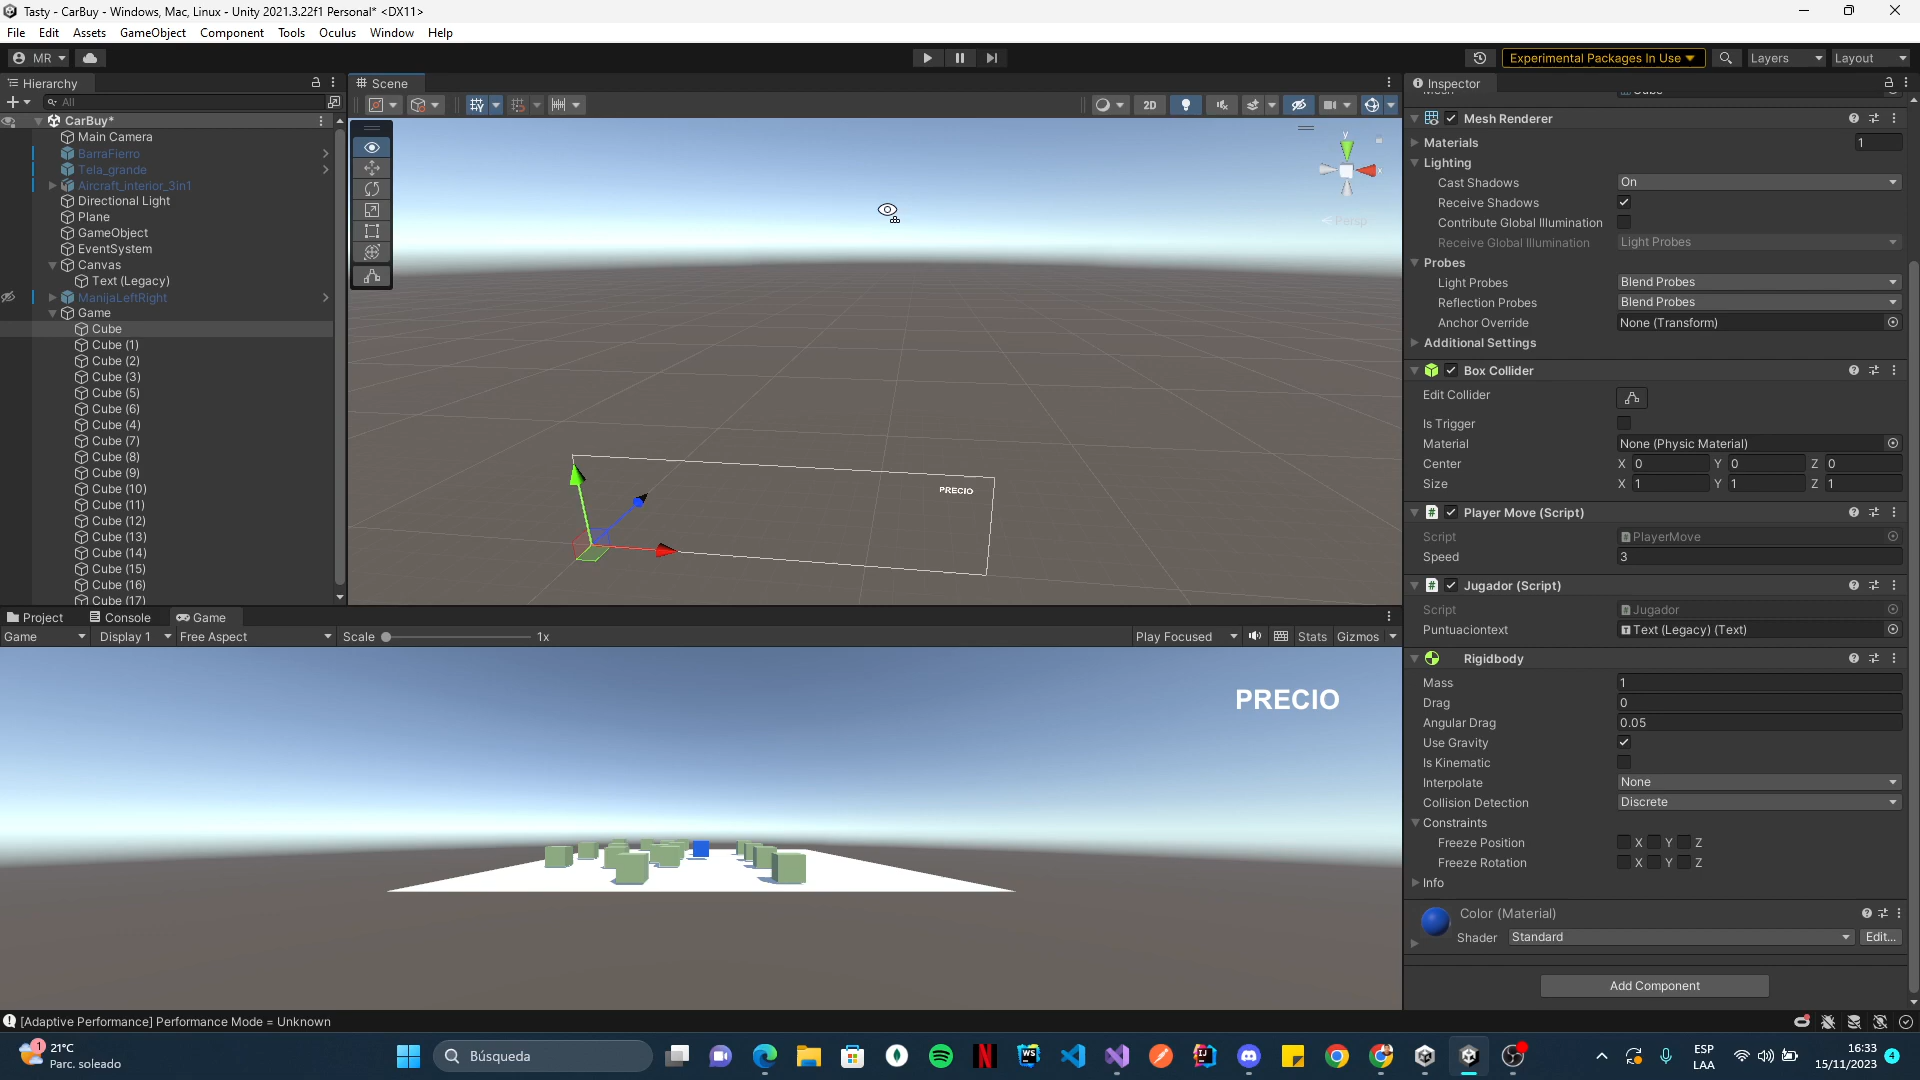 Tasty - CarBuy - Windows, Mac, Linux - Unity 2021.3.22f1 Personal* <DX11>
File Edit Assets GameObject Component Tools Oculus Window Help
MR
Experimental Packages In Use
Layers
Layout
Hierarchy
All
CarBuy*
Main Camera
BarraFierro
Tela_grande
Aircraft_interior_3in1
Directional Light
Plane
GameObject
EventSystem
Canvas
Text (Legacy)
ManijaLeftRight
Game
Cube
Cube (1)
Cube (2)
Cube (3)
Cube (5)
Cube (6)
Cube (4)
Cube (7)
Cube (8)
Cube (9)
Cube (10)
Cube (11)
Cube (12)
Cube (13)
Cube (14)
Cube (15)
Cube (16)
Cube (17)
Scene
2D
y
x
Persp
PRECIO
Project
Console
Game
Game
Display 1
Free Aspect
Scale
1x
Play Focused
Stats
Gizmos
PRECIO
Inspector
Mesh Renderer
Materials 1
Lighting
Cast Shadows On
Receive Shadows
Contribute Global Illumination
Receive Global Illumination Light Probes
Probes
Light Probes Blend Probes
Reflection Probes Blend Probes
Anchor Override None (Transform)
Additional Settings
Box Collider
Edit Collider
Is Trigger
Material None (Physic Material)
Center X 0 Y 0 Z 0
Size X 1 Y 1 Z 1
Player Move (Script)
Script PlayerMove
Speed 3
Jugador (Script)
Script Jugador
Puntuaciontext Text (Legacy) (Text)
Rigidbody
Mass 1
Drag 0
Angular Drag 0.05
Use Gravity
Is Kinematic
Interpolate None
Collision Detection Discrete
Constraints
Freeze Position X Y Z
Freeze Rotation X Y Z
Info
Color (Material)
Shader Standard Edit...
Add Component
[Adaptive Performance] Performance Mode = Unknown
1
21°C
Parc. soleado
Búsqueda
ESP
LAA
16:33
15/11/2023
4